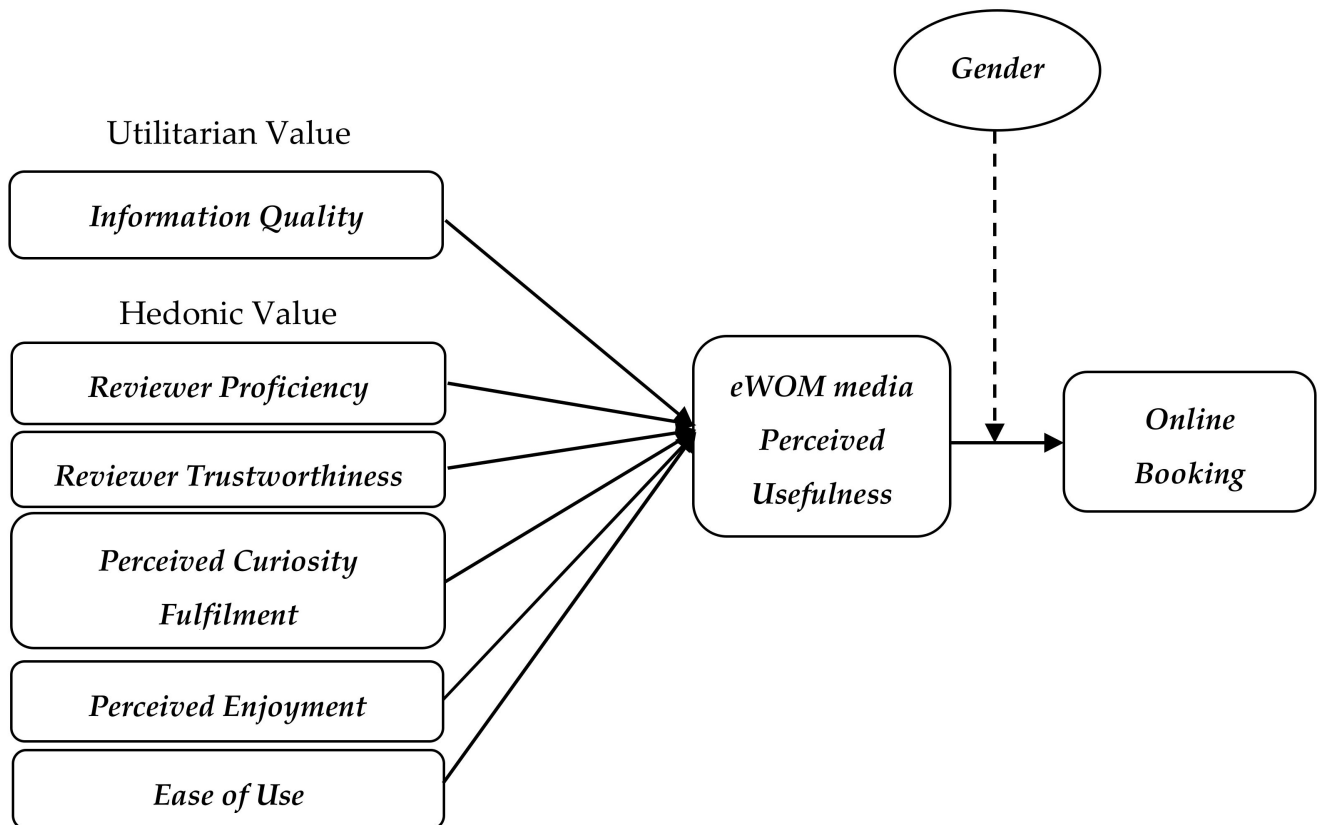 Gender
Utilitarian Value
Information Quality
Hedonic Value
Reviewer Proficiency
Reviewer Trustworthiness
Perceived Curiosity
Fulfilment
Perceived Enjoyment
Ease of Use
eWOM media
Perceived
Usefulness
Online
Booking